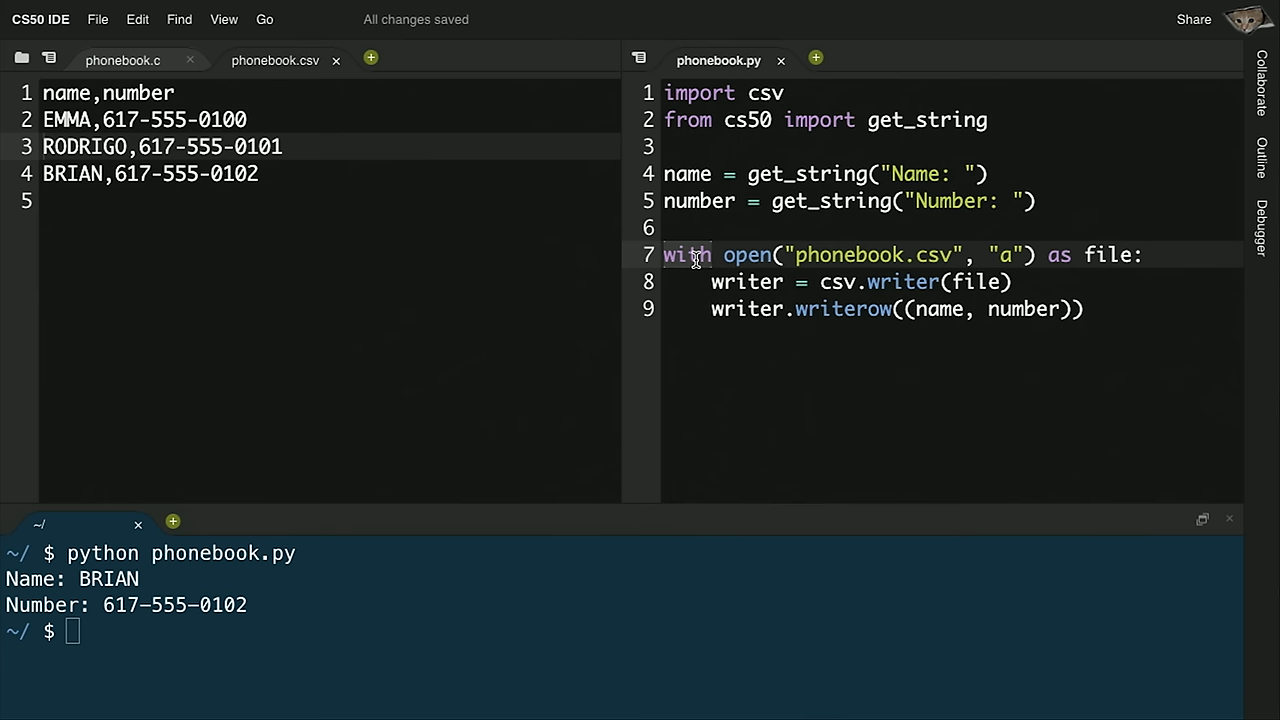 CS50 IDE File Edit Find View Go All changes saved Share
phonebook.c phonebook.csv
1 name,number
2 EMMA,617-555-0100
3 RODRIGO,617-555-0101
4 BRIAN,617-555-0102
5
phonebook.py
1 import csv
2 from cs50 import get_string
3
4 name = get_string("Name: ")
5 number = get_string("Number: ")
6
7 with open("phonebook.csv", "a") as file:
8     writer = csv.writer(file)
9     writer.writerow((name, number))
Collaborate
Outline
Debugger
~/
~/ $ python phonebook.py
Name: BRIAN
Number: 617-555-0102
~/ $